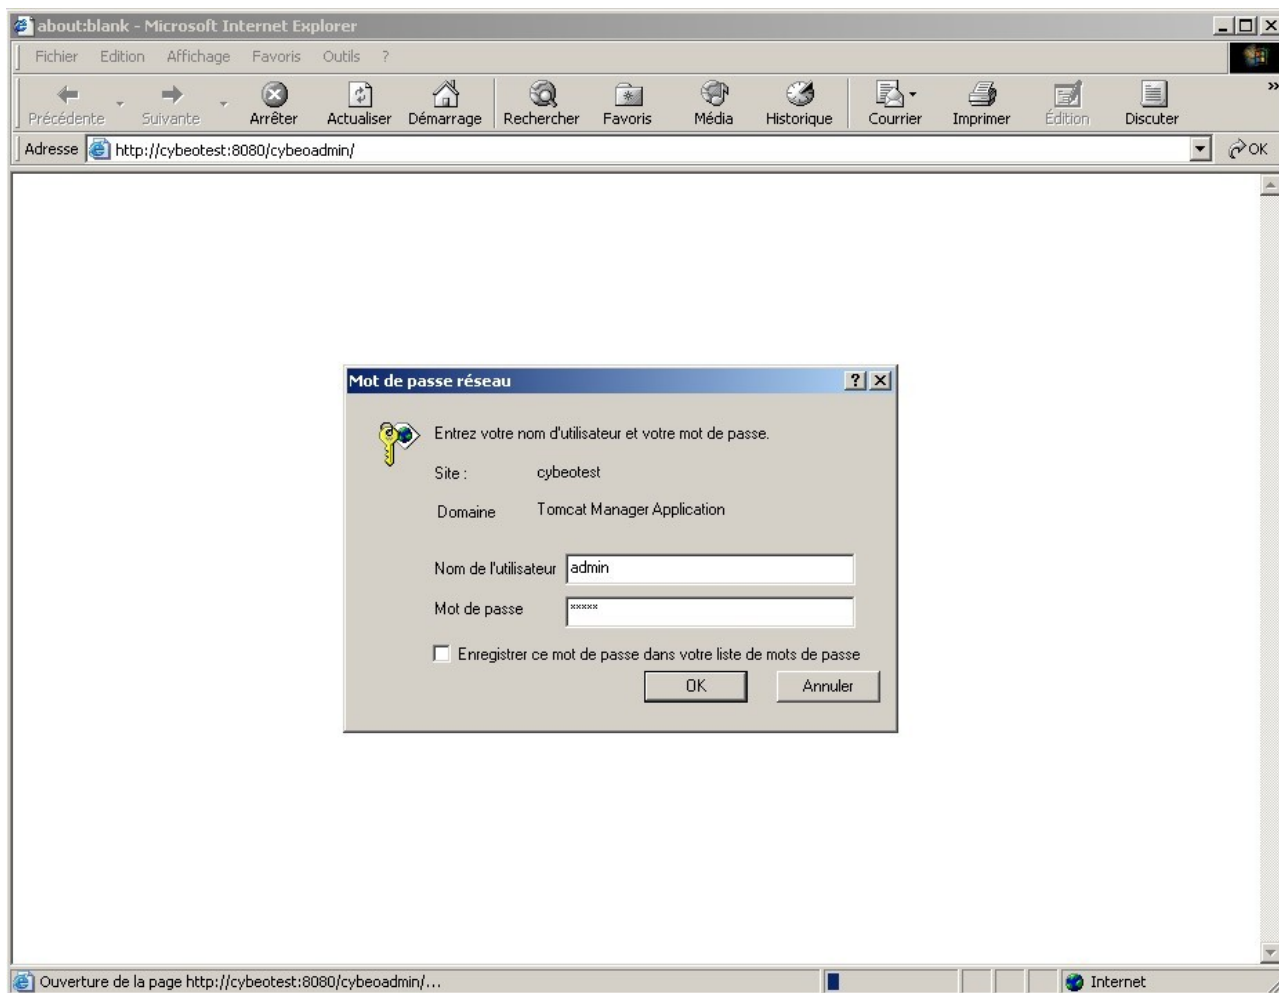 about:blank - Microsoft Internet Explorer
Fichier Edition Affichage Favoris Outils ?
Précédente Suivante Arrêter Actualiser Démarrage Rechercher Favoris Média Historique Courrier Imprimer Édition Discuter »
Adresse http://cybeotest:8080/cybeoadmin/ OK
Mot de passe réseau
Entrez votre nom d'utilisateur et votre mot de passe.
Site : cybeotest
Domaine Tomcat Manager Application
Nom de l'utilisateur admin
Mot de passe xxxxx
Enregistrer ce mot de passe dans votre liste de mots de passe
OK Annuler
Ouverture de la page http://cybeotest:8080/cybeoadmin/... Internet